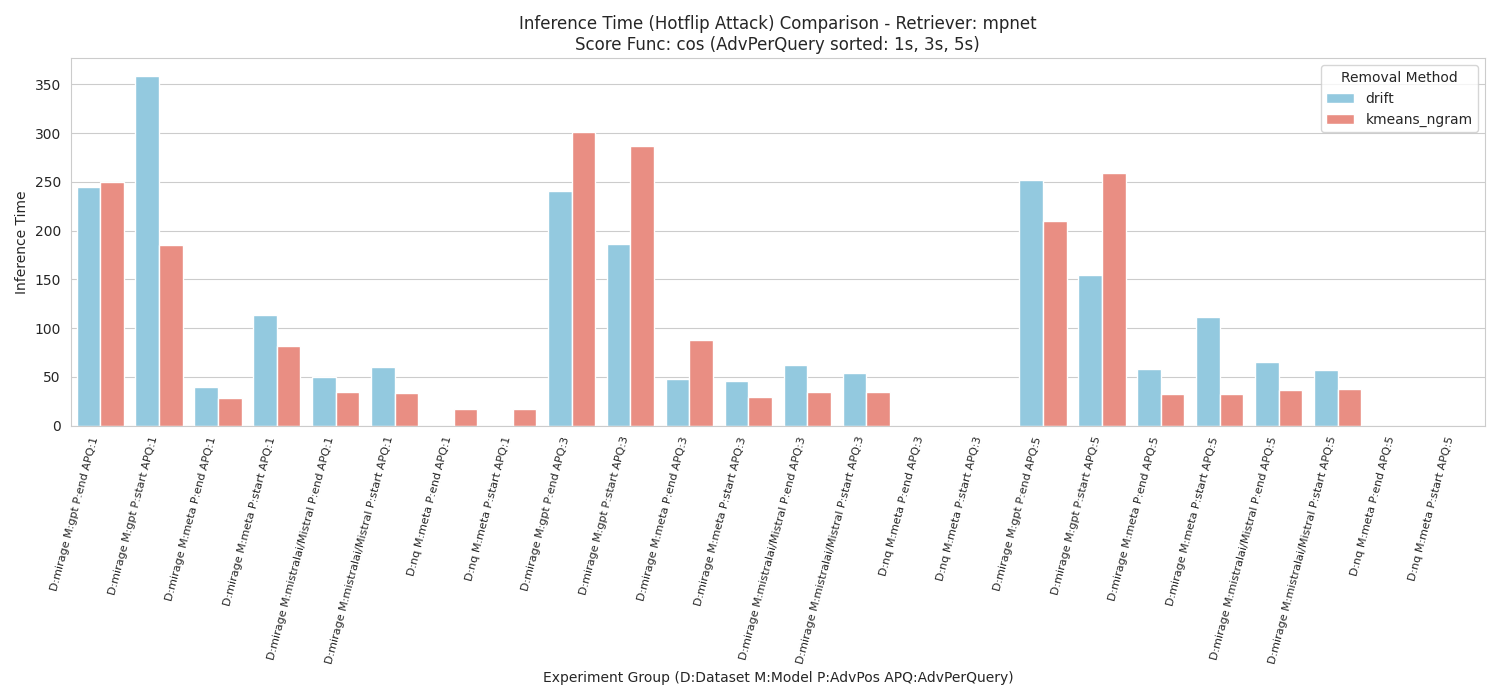 Inference Time (Hotflip Attack) Comparison - Retriever: mpnet
Score Func: cos (AdvPerQuery sorted: 1s, 3s, 5s)
Removal Method
drift
kmeans_ngram
Inference Time
350
300
250
200
150
100
50
0
D:mirage M:gpt P:end APQ:1
D:mirage M:gpt P:start APQ:1
D:mirage M:meta P:end APQ:1
D:mirage M:meta P:start APQ:1
D:mirage M:mistralai/Mistral P:end APQ:1
D:mirage M:mistralai/Mistral P:start APQ:1
D:nq M:meta P:end APQ:1
D:nq M:meta P:start APQ:1
D:mirage M:gpt P:end APQ:3
D:mirage M:gpt P:start APQ:3
D:mirage M:meta P:end APQ:3
D:mirage M:meta P:start APQ:3
D:mirage M:mistralai/Mistral P:end APQ:3
D:mirage M:mistralai/Mistral P:start APQ:3
D:nq M:meta P:end APQ:3
D:nq M:meta P:start APQ:3
D:mirage M:gpt P:end APQ:5
D:mirage M:gpt P:start APQ:5
D:mirage M:meta P:end APQ:5
D:mirage M:meta P:start APQ:5
D:mirage M:mistralai/Mistral P:end APQ:5
D:mirage M:mistralai/Mistral P:start APQ:5
D:nq M:meta P:end APQ:5
D:nq M:meta P:start APQ:5
Experiment Group (D:Dataset M:Model P:AdvPos APQ:AdvPerQuery)